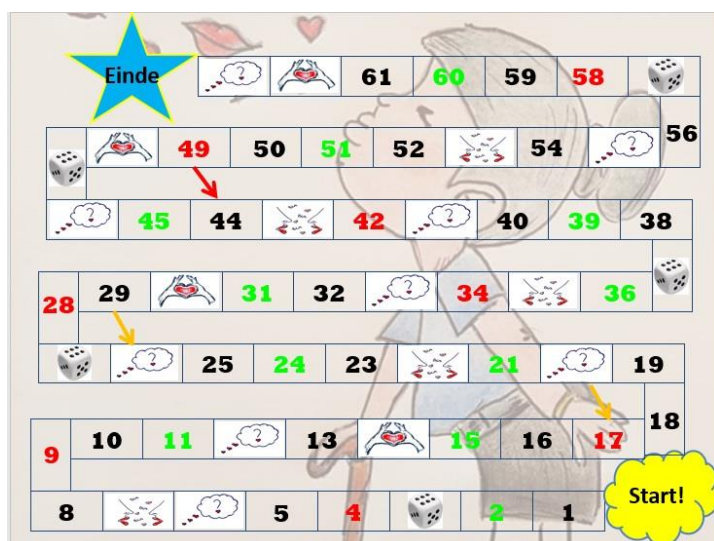 Einde
? 61 60 59 58
56
49 50 51 52 54 ?
? 45 44 42 ? 40 39 38
28 29 31 32 ? 34 36
? 25 24 23 21 ? 19
18
9 10 11 ? 13 15 16 17
8 ? 5 4 2 1
Start!